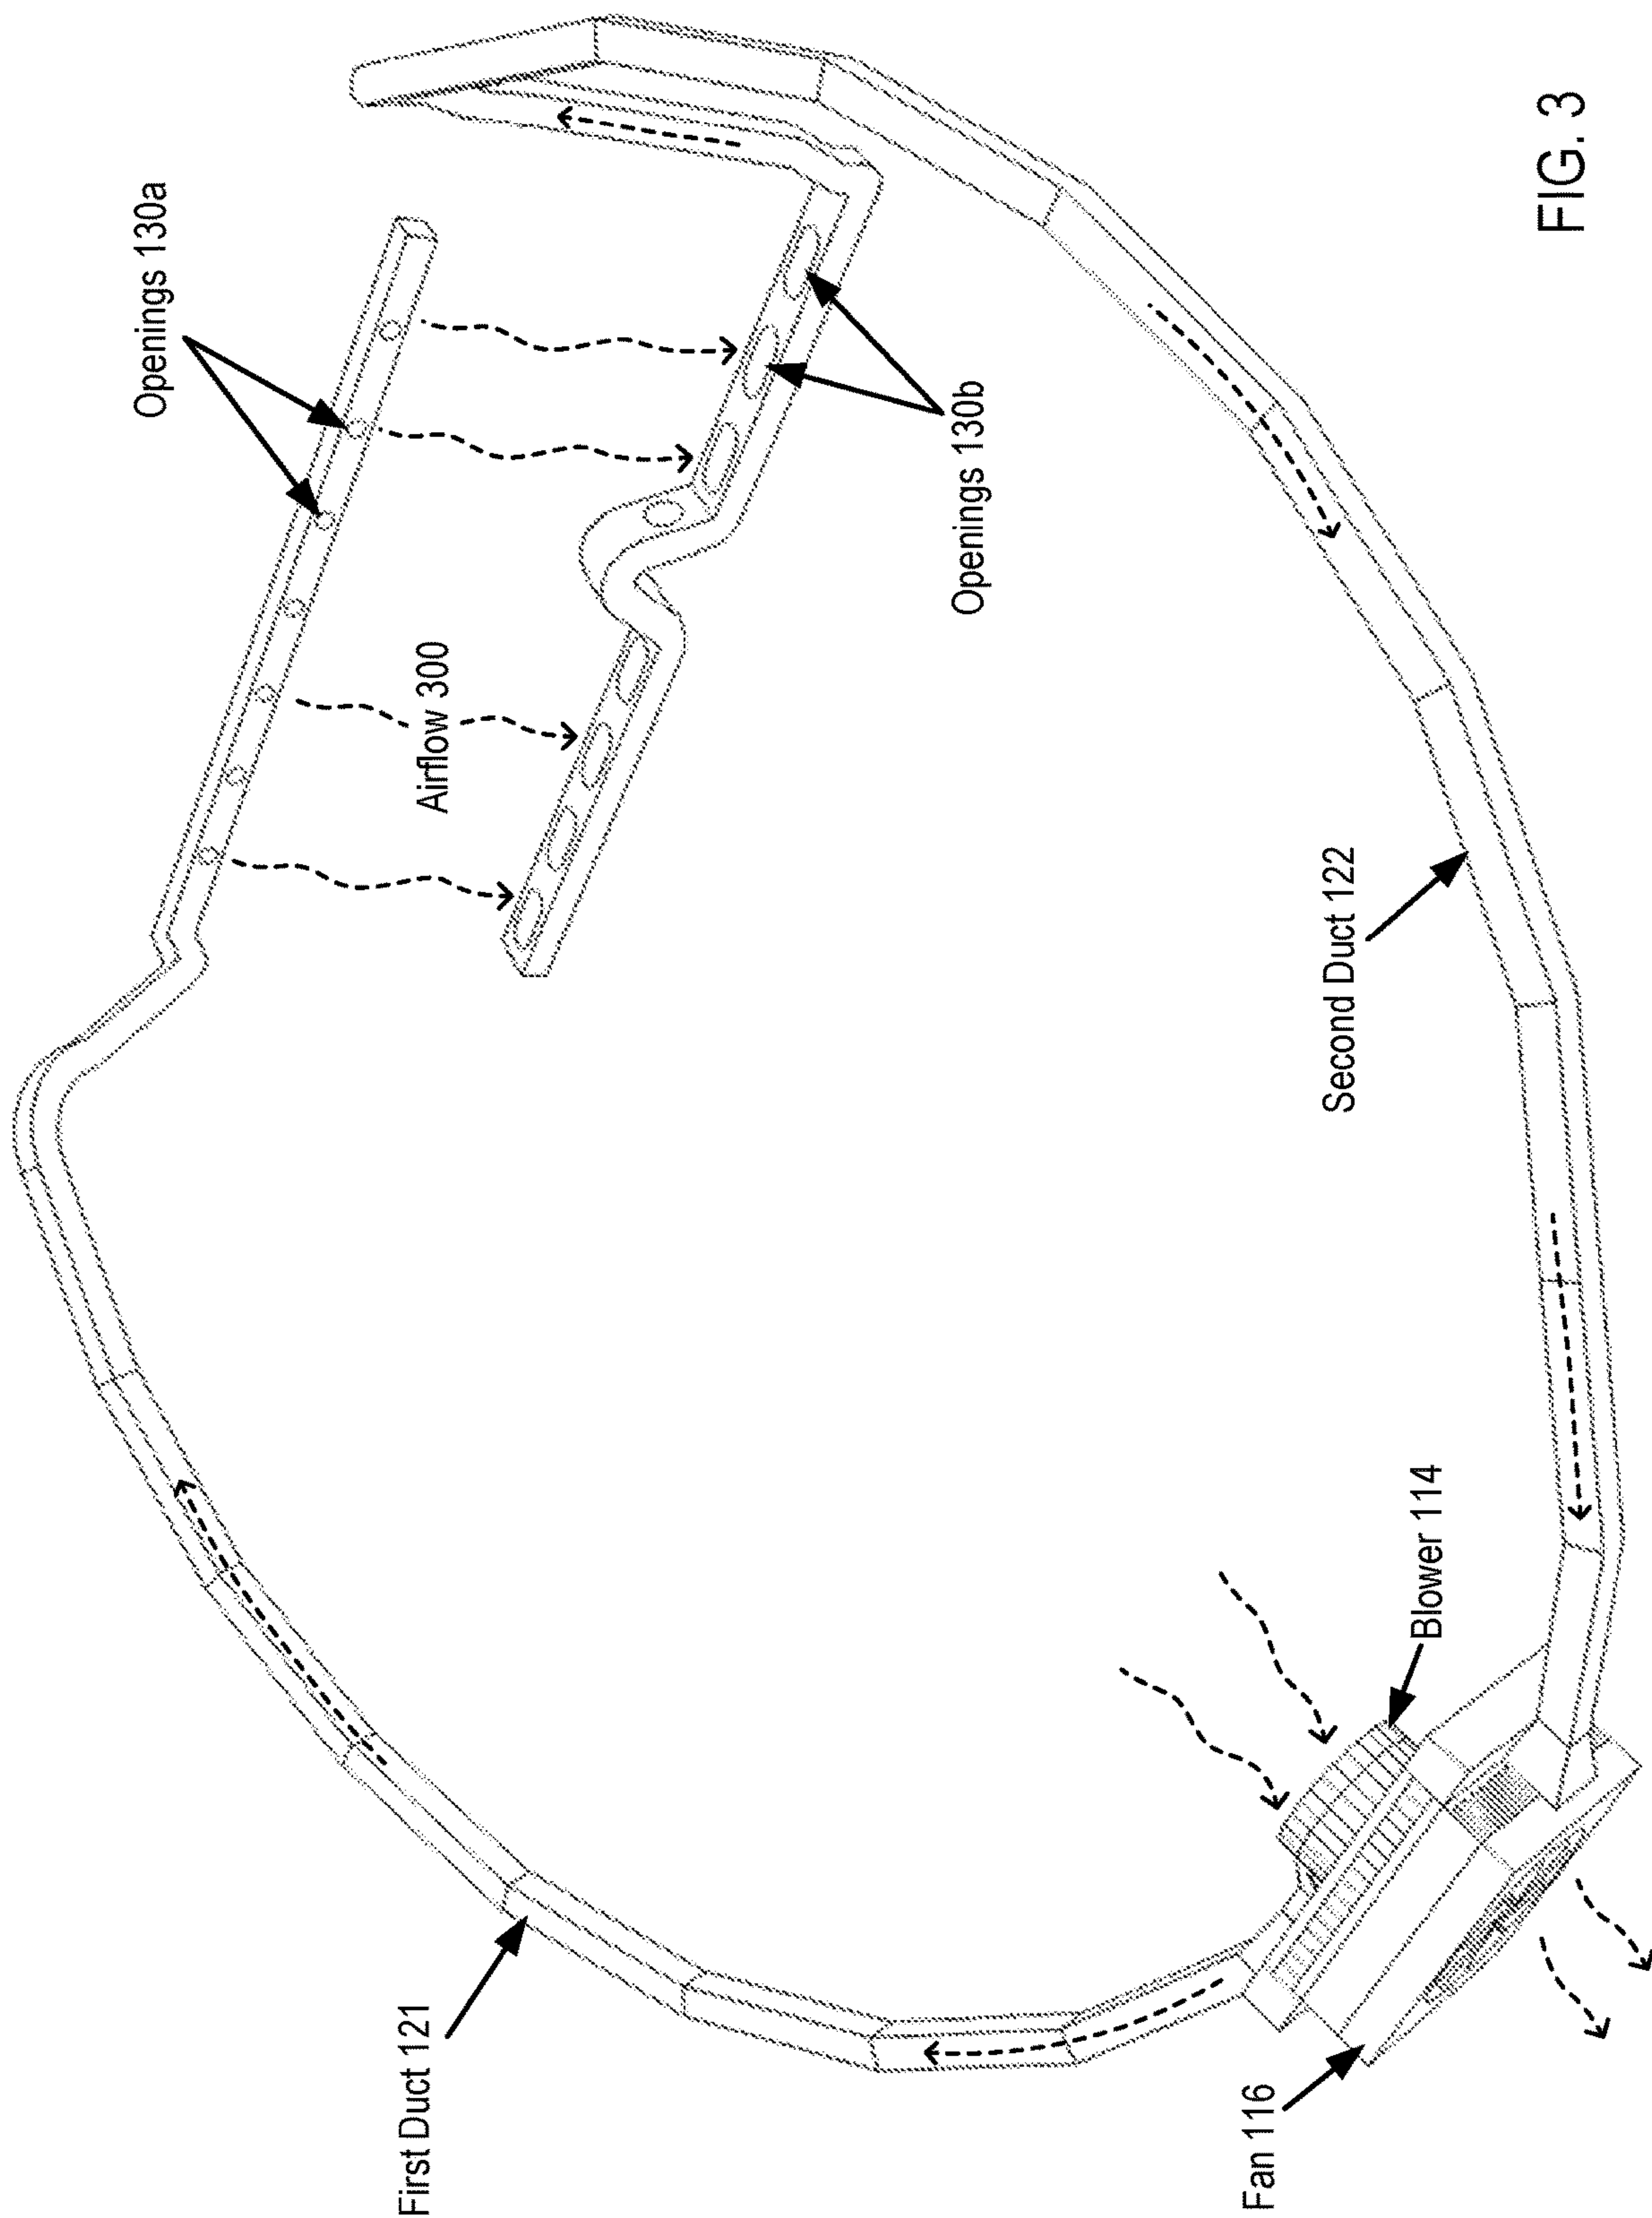 Openings 130a
Airflow 300
Openings 130b
First Duct 121
Second Duct 122
Blower 114
Fan 116
FIG. 3